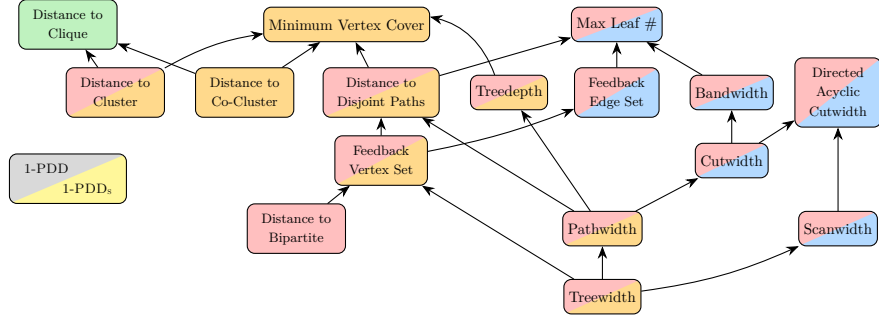 Distance to
Clique
Minimum Vertex Cover
Max Leaf #
Distance to
Cluster
Distance to
Co-Cluster
Distance to
Disjoint Paths
Treedepth
Feedback
Edge Set
Bandwidth
Directed
Acyclic
Cutwidth
1-PDD
1-PDDs
Feedback
Vertex Set
Cutwidth
Distance to
Bipartite
Pathwidth
Scanwidth
Treewidth